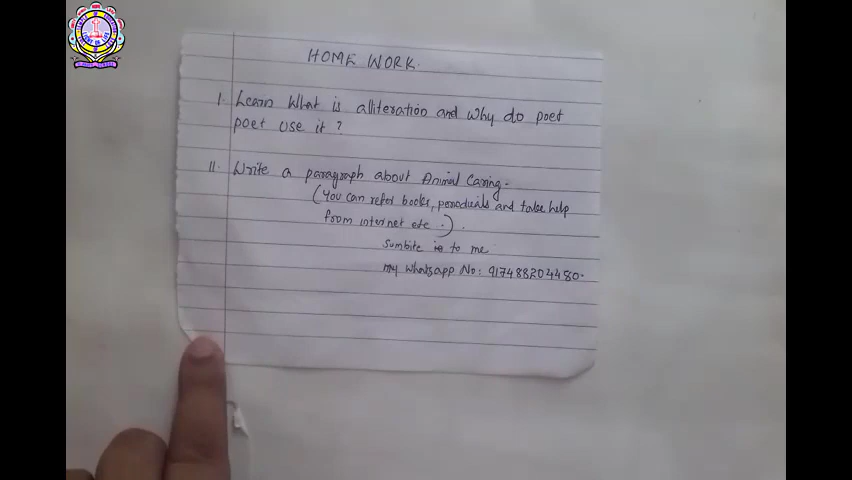 HOME WORK.
I. Learn What is alliteration and Why do poet
poet use it ?
II. Write a paragraph about Animal Caring.
(You can refer books, periodicals and take help
from internet etc.) .
Sumbite to me
my whatsapp No: 917488204480.